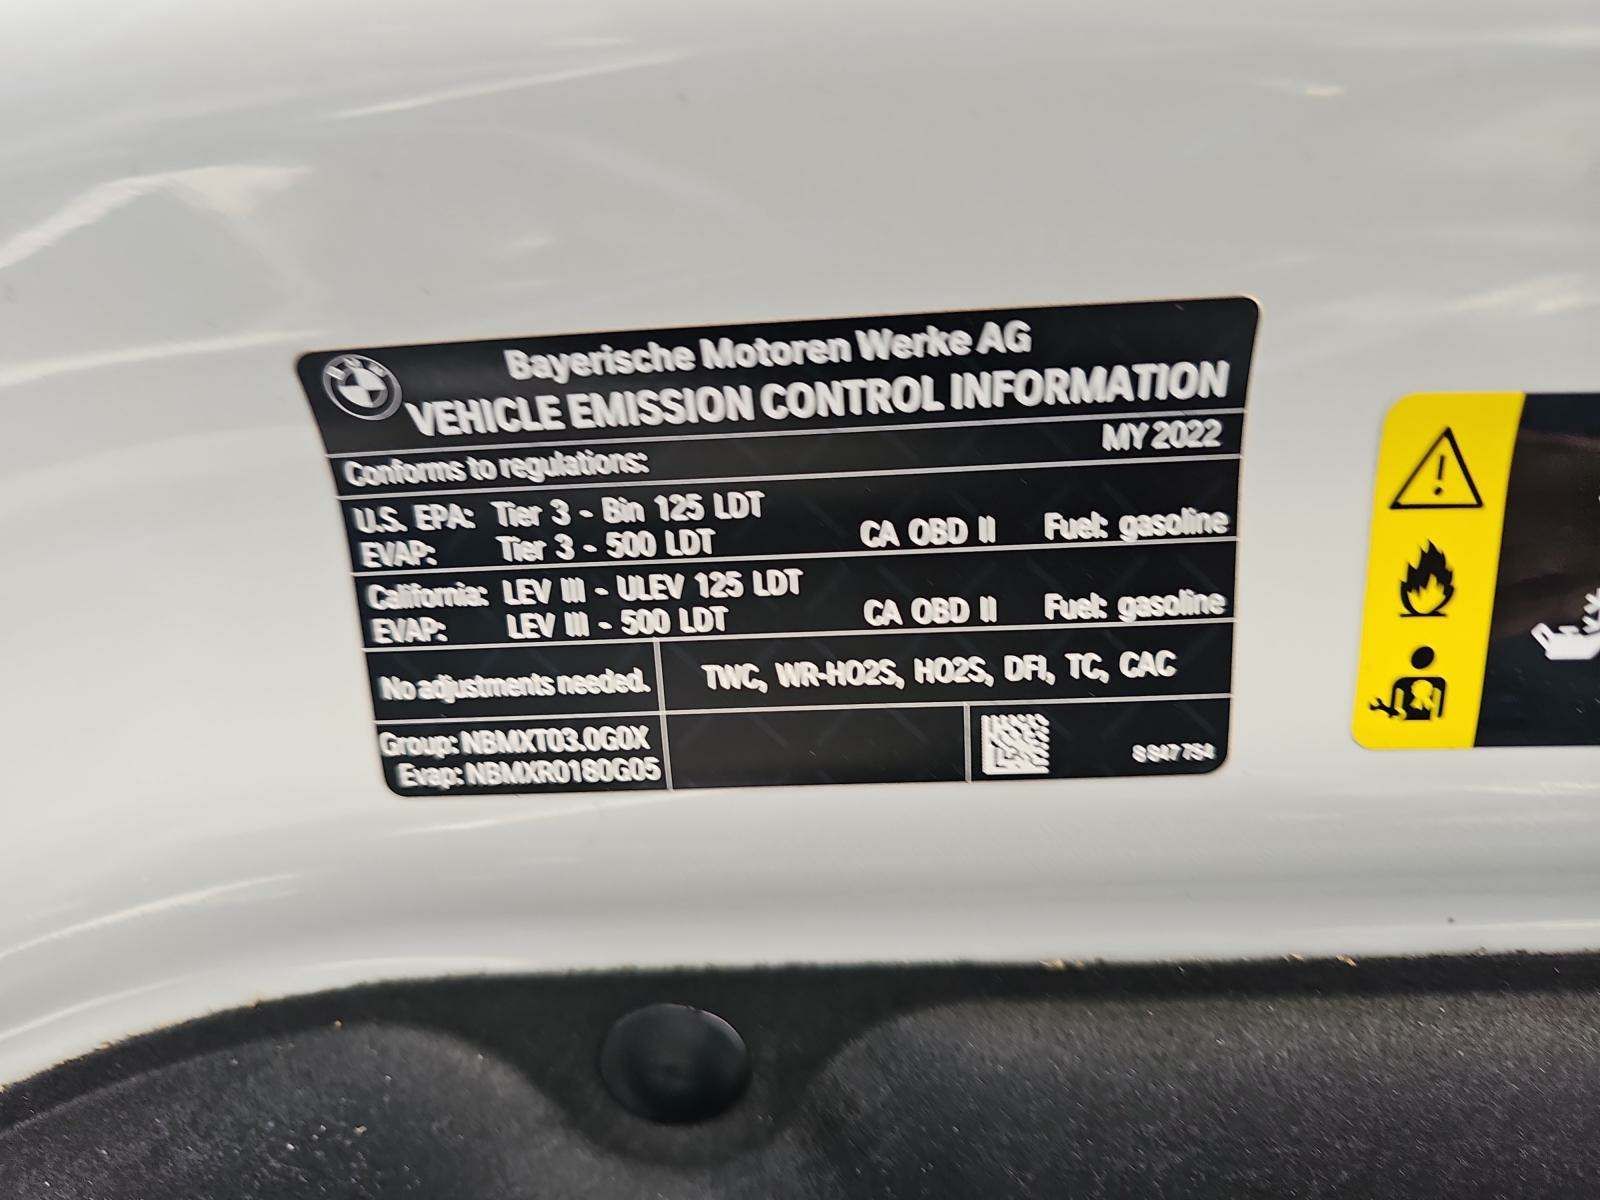 BMW
Bayerische Motoren Werke AG
VEHICLE EMISSION CONTROL INFORMATION
Conforms to regulations: MY 2022
U.S. EPA: Tier 3 - Bin 125 LDT
EVAP: Tier 3 - 500 LDT CA OBD II Fuel: gasoline
California: LEV III - ULEV 125 LDT
EVAP: LEV III - 500 LDT CA OBD II Fuel: gasoline
No adjustments needed. TWC, WR-HO2S, HO2S, DFI, TC, CAC
Group: NBMXT03.0G0X
Evap: NBMXR0180G05